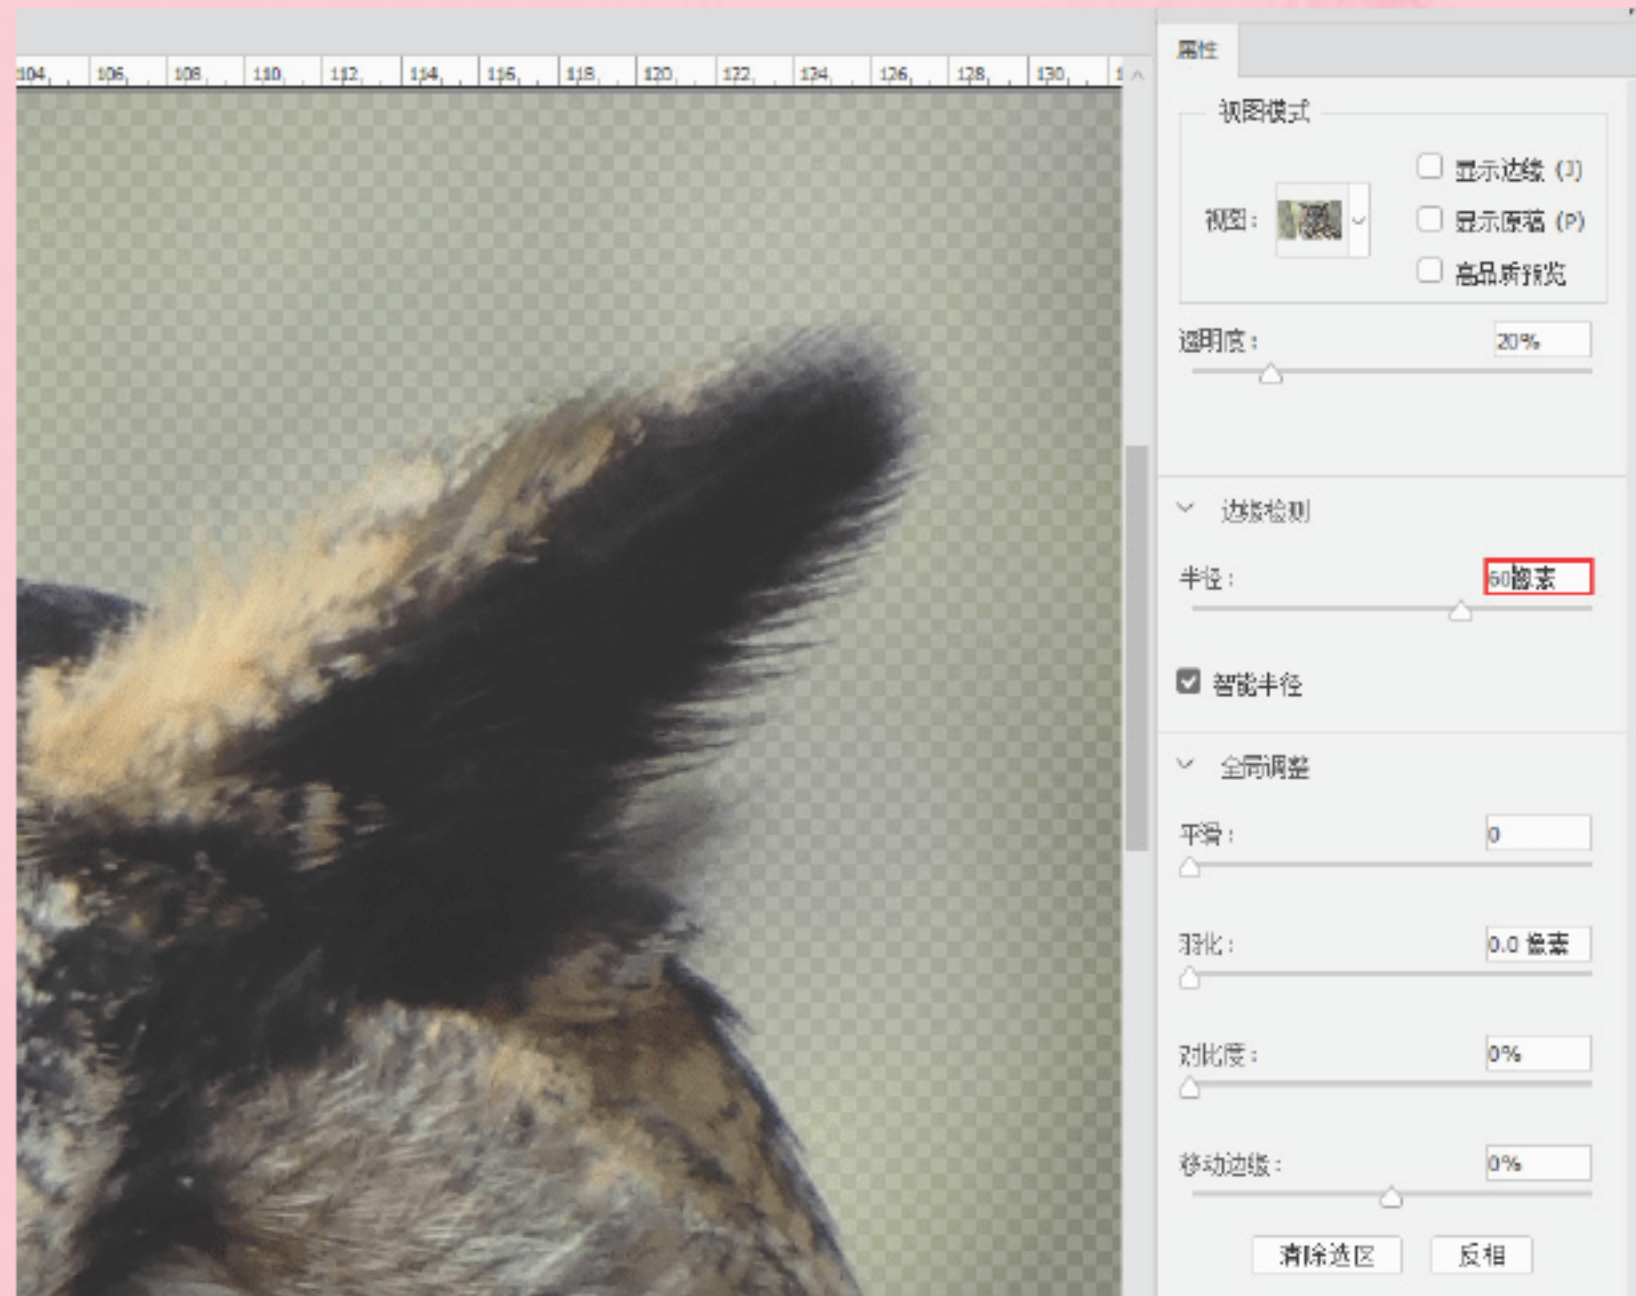 104 106 108 110 112 114 116 118 120 122 124 126 128 130
属性
视图模式
显示边缘 (J)
视图：
显示原稿 (P)
高品质预览
透明度： 20%
边缘检测
半径： 60像素
智能半径
全局调整
平滑： 0
羽化： 0.0 像素
对比度： 0%
移动边缘： 0%
清除选区 反相